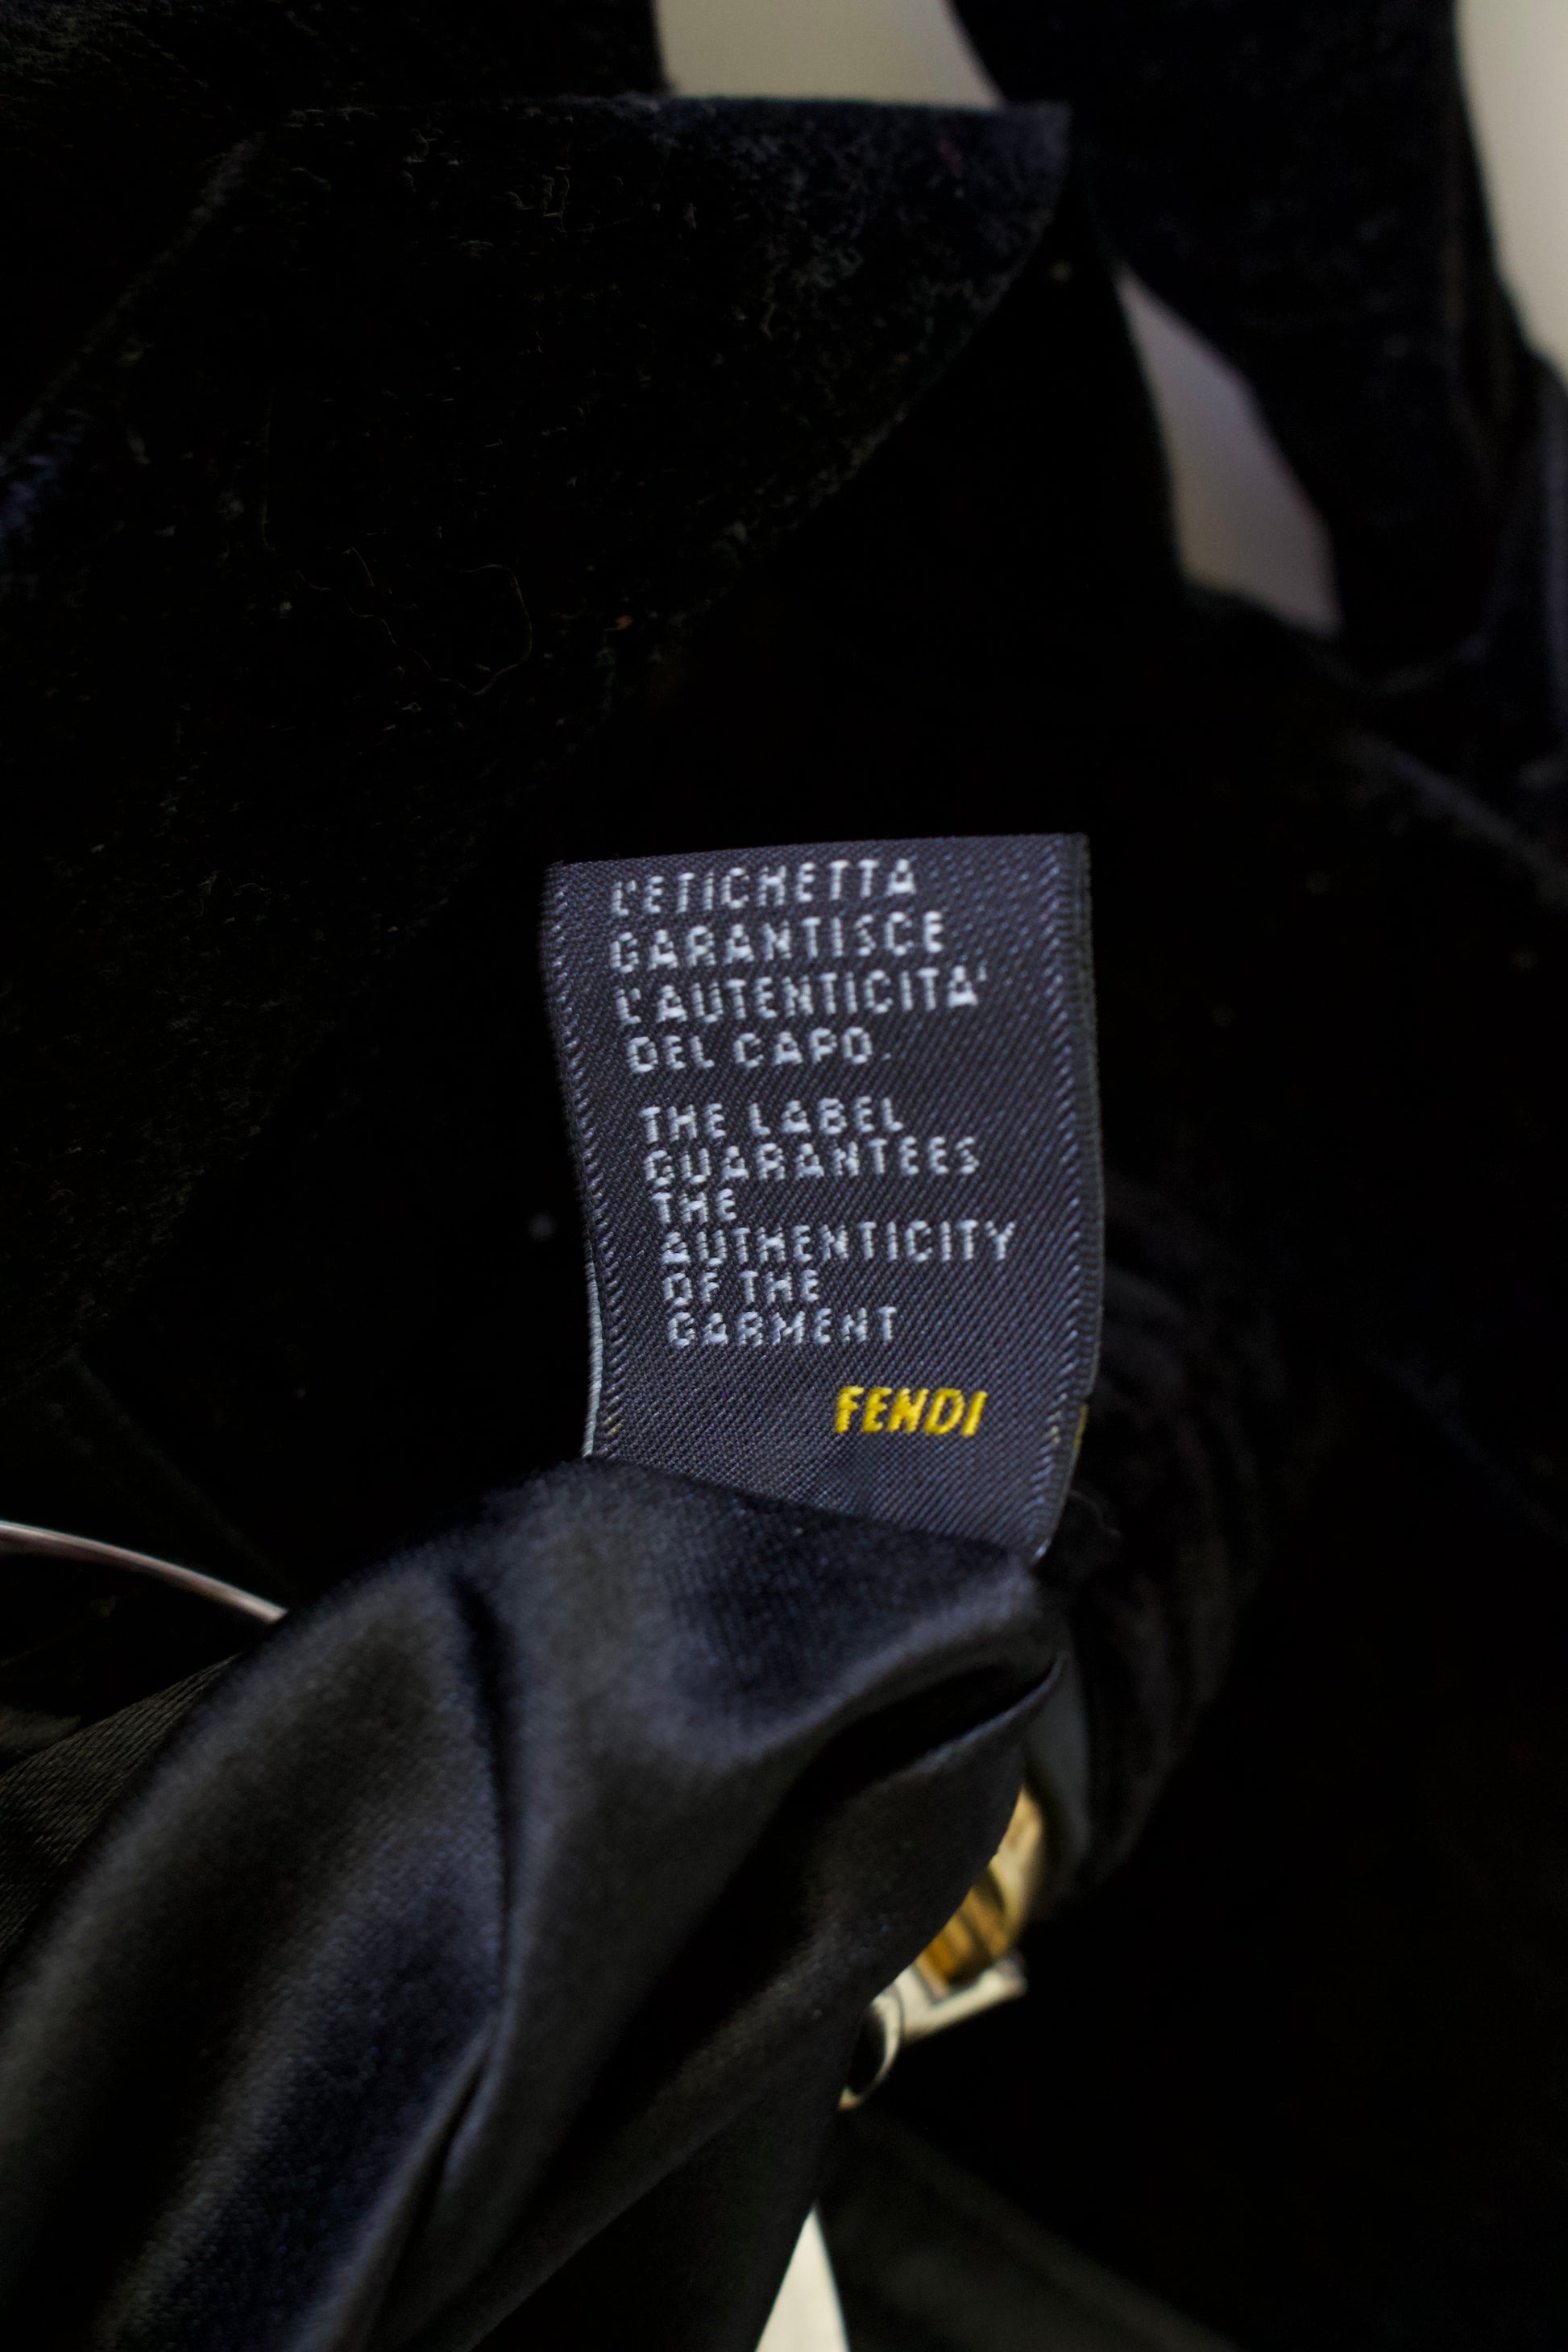 L'ETICHETTA
GARANTISCE
L'AUTENTICITA'
DEL CAPO.
THE LABEL
GUARANTEES
THE
AUTHENTICITY
OF THE
GARMENT
FENDI